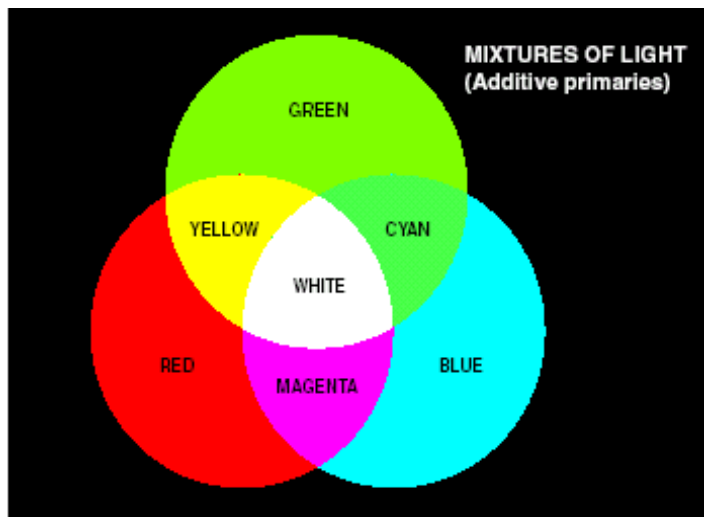 MIXTURES OF LIGHT
(Additive primaries)
GREEN
YELLOW
CYAN
WHITE
RED
BLUE
MAGENTA